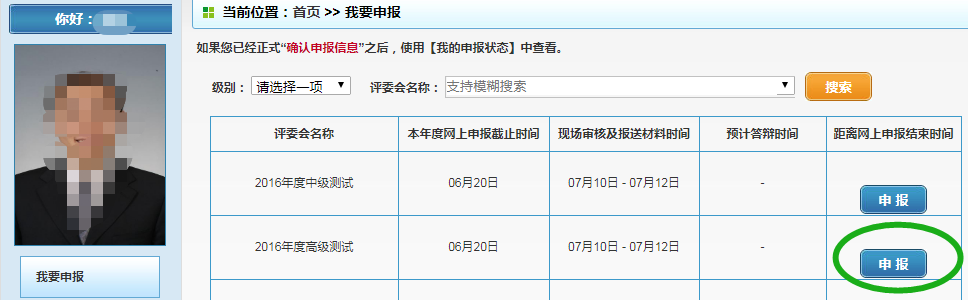 你好：
当前位置：首页 >> 我要申报
如果您已经正式“确认申报信息”之后，使用【我的申报状态】中查看。
级别： 请选择一项 评委会名称： 支持模糊搜索 搜索
评委会名称 本年度网上申报截止时间 现场审核及报送材料时间 预计答辩时间 距离网上申报结束时间
2016年度中级测试 06月20日 07月10日 - 07月12日 - 申 报
2016年度高级测试 06月20日 07月10日 - 07月12日 - 申 报
我要申报